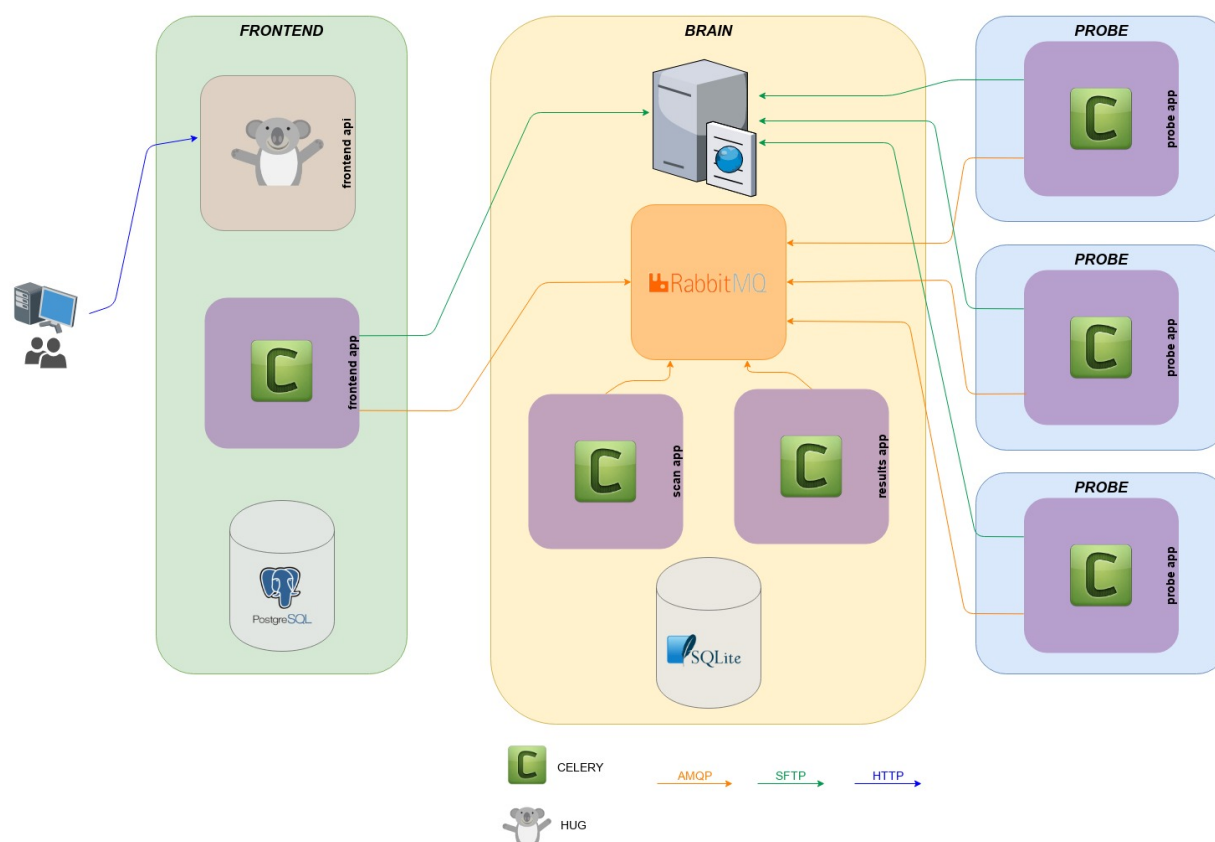 FRONTEND
frontend api
frontend app
PostgreSQL
BRAIN
RabbitMQ
scan app
results app
SQLite
PROBE
probe app
PROBE
probe app
PROBE
probe app
C CELERY
AMQP
SFTP
HTTP
HUG